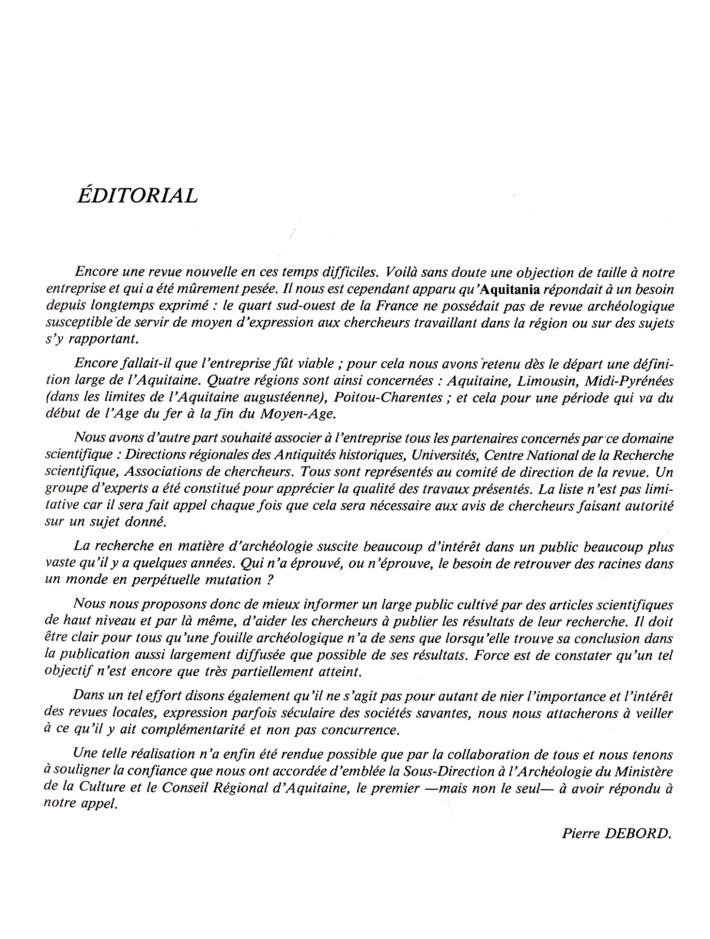 ÉDITORIAL
Encore une revue nouvelle en ces temps difficiles. Voilà sans doute une objection de taille à notre
entreprise et qui a été mûrement pesée. Il nous est cependant apparu qu'Aquitania répondait à un besoin
depuis longtemps exprimé : le quart sud-ouest de la France ne possédait pas de revue archéologique
susceptible de servir de moyen d'expression aux chercheurs travaillant dans la région ou sur des sujets
s'y rapportant.
Encore fallait-il que l'entreprise fût viable ; pour cela nous avons retenu dès le départ une défini-
tion large de l'Aquitaine. Quatre régions sont ainsi concernées : Aquitaine, Limousin, Midi-Pyrénées
(dans les limites de l'Aquitaine augustéenne), Poitou-Charentes ; et cela pour une période qui va du
début de l'Age du fer à la fin du Moyen-Age.
Nous avons d'autre part souhaité associer à l'entreprise tous les partenaires concernés par ce domaine
scientifique : Directions régionales des Antiquités historiques, Universités, Centre National de la Recherche
scientifique, Associations de chercheurs. Tous sont représentés au comité de direction de la revue. Un
groupe d'experts a été constitué pour apprécier la qualité des travaux présentés. La liste n'est pas limi-
tative car il sera fait appel chaque fois que cela sera nécessaire aux avis de chercheurs faisant autorité
sur un sujet donné.
La recherche en matière d'archéologie suscite beaucoup d'intérêt dans un public beaucoup plus
vaste qu'il y a quelques années. Qui n'a éprouvé, ou n'éprouve, le besoin de retrouver des racines dans
un monde en perpétuelle mutation ?
Nous nous proposons donc de mieux informer un large public cultivé par des articles scientifiques
de haut niveau et par là même, d'aider les chercheurs à publier les résultats de leur recherche. Il doit
être clair pour tous qu'une fouille archéologique n'a de sens que lorsqu'elle trouve sa conclusion dans
la publication aussi largement diffusée que possible de ses résultats. Force est de constater qu'un tel
objectif n'est encore que très partiellement atteint.
Dans un tel effort disons également qu'il ne s'agit pas pour autant de nier l'importance et l'intérêt
des revues locales, expression parfois séculaire des sociétés savantes, nous nous attacherons à veiller
à ce qu'il y ait complémentarité et non pas concurrence.
Une telle réalisation n'a enfin été rendue possible que par la collaboration de tous et nous tenons
à souligner la confiance que nous ont accordée d'emblée la Sous-Direction à l'Archéologie du Ministère
de la Culture et le Conseil Régional d'Aquitaine, le premier —mais non le seul— à avoir répondu à
notre appel.
Pierre DEBORD.